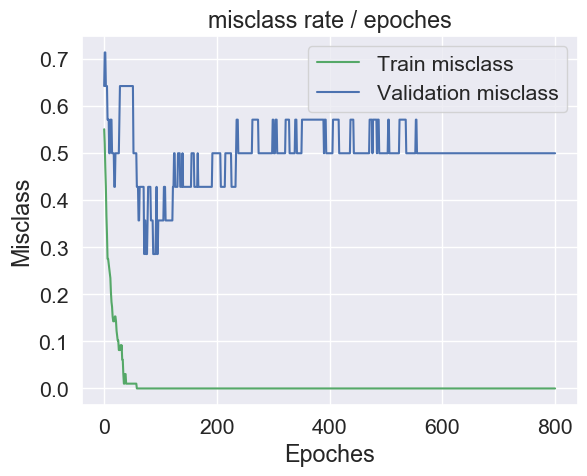 misclass rate / epoches
Train misclass
Validation misclass
Misclass
0.7
0.6
0.5
0.4
0.3
0.2
0.1
0.0
0 200 400 600 800
Epoches